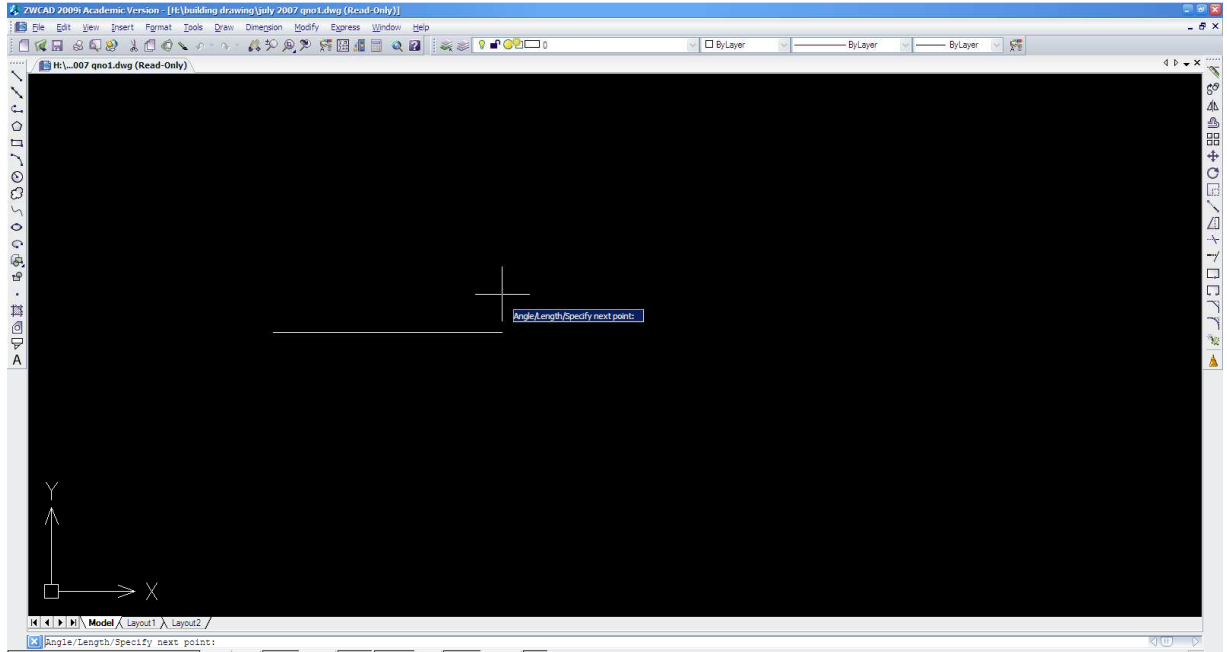 ZWCAD 2009i Academic Version - [H:\building drawing\july 2007 qno1.dwg (Read-Only)]
File Edit View Insert Format Tools Draw Dimension Modify Express Window Help
0 ByLayer ByLayer ByLayer
H:\...007 qno1.dwg (Read-Only)
A
Angle/Length/Specify next point:
Y
X
Model Layout1 Layout2
Angle/Length/Specify next point: